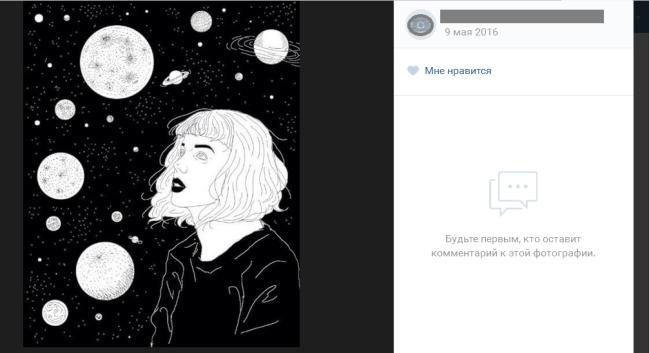 9 мая 2016
Мне нравится
Будьте первым, кто оставит
комментарий к этой фотографии.